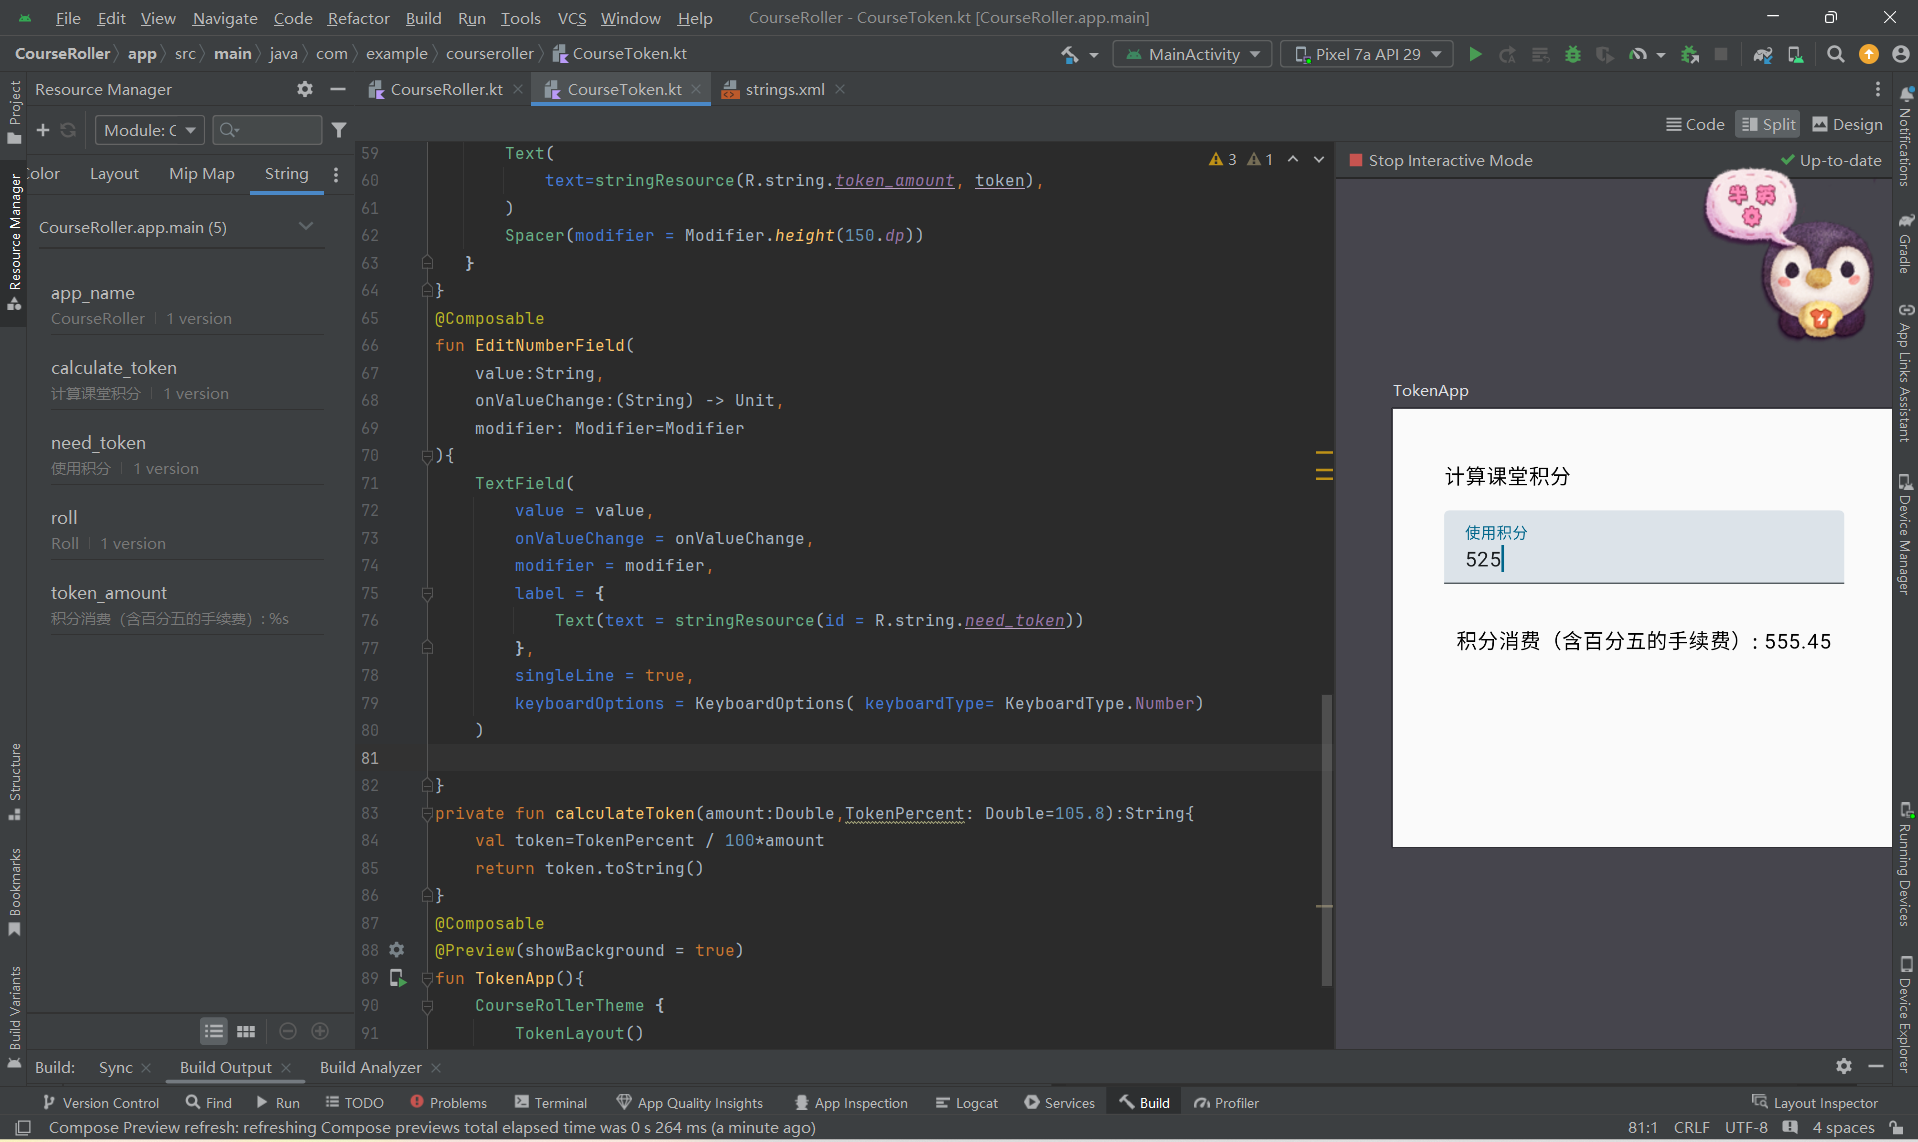 File Edit View Navigate Code Refactor Build Run Tools VCS Window Help CourseRoller - CourseToken.kt [CourseRoller.app.main]
CourseRoller app src main java com example courseroller CourseToken.kt MainActivity Pixel 7a API 29
Resource Manager CourseRoller.kt CourseToken.kt strings.xml
Module: C
Code Split Design
olor Layout Mip Map String
CourseRoller.app.main (5)
app_name
CourseRoller 1 version
calculate_token
计算课堂积分 1 version
need_token
使用积分 1 version
roll
Roll 1 version
token_amount
积分消费（含百分五的手续费）: %s
3 1
59 Text(
60 text=stringResource(R.string.token_amount, token),
61 )
62 Spacer(modifier = Modifier.height(150.dp))
63 }
64 }
65 @Composable
66 fun EditNumberField(
67 value:String,
68 onValueChange:(String) -> Unit,
69 modifier: Modifier=Modifier
70 ){
71 TextField(
72 value = value,
73 onValueChange = onValueChange,
74 modifier = modifier,
75 label = {
76 Text(text = stringResource(id = R.string.need_token))
77 },
78 singleLine = true,
79 keyboardOptions = KeyboardOptions( keyboardType= KeyboardType.Number)
80 )
81
82 }
83 private fun calculateToken(amount:Double,TokenPercent: Double=105.8):String{
84 val token=TokenPercent / 100*amount
85 return token.toString()
86 }
87 @Composable
88 @Preview(showBackground = true)
89 fun TokenApp(){
90 CourseRollerTheme {
91 TokenLayout()
Stop Interactive Mode Up-to-date
半 英
TokenApp
计算课堂积分
使用积分
525
积分消费（含百分五的手续费）: 555.45
Project
Resource Manager
Structure
Bookmarks
Build Variants
Notifications
Gradle
App Links Assistant
Device Manager
Running Devices
Device Explorer
Build: Sync Build Output Build Analyzer
Version Control Find Run TODO Problems Terminal App Quality Insights App Inspection Logcat Services Build Profiler Layout Inspector
Compose Preview refresh: refreshing Compose previews total elapsed time was 0 s 264 ms (a minute ago) 81:1 CRLF UTF-8 4 spaces